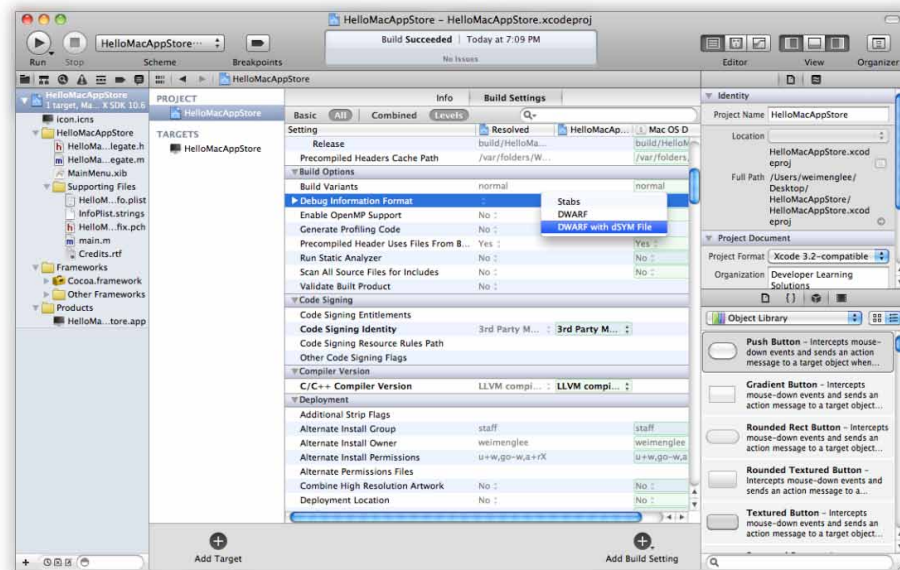 HelloMacAppStore – HelloMacAppStore.xcodeproj
HelloMacAppStore...
Build Succeeded | Today at 7:09 PM
No Issues
Run Stop Scheme Breakpoints Editor View Organizer
HelloMacAppStore
HelloMacAppStore
1 target, Ma... X SDK 10.6
icon.icns
HelloMacAppStore
HelloMa...legate.h
HelloMa...egate.m
MainMenu.xib
Supporting Files
HelloM...fo.plist
InfoPlist.strings
HelloM...fix.pch
main.m
Credits.rtf
Frameworks
Cocoa.framework
Other Frameworks
Products
HelloMa...tore.app
PROJECT
HelloMacAppStore
TARGETS
HelloMacAppStore
Add Target
Info Build Settings
Basic All Combined Levels
Setting Resolved HelloMacAp... Mac OS D
Release build/HelloMa... build/HelloM
Precompiled Headers Cache Path /var/folders/W... /var/folders,
Build Options
Build Variants normal normal
Debug Information Format
Stabs
DWARF
DWARF with dSYM File
Enable OpenMP Support No
Generate Profiling Code No
Precompiled Header Uses Files From B... Yes Yes
Run Static Analyzer No No
Scan All Source Files for Includes No No
Validate Built Product No
Code Signing
Code Signing Entitlements
Code Signing Identity 3rd Party M... 3rd Party M...
Code Signing Resource Rules Path
Other Code Signing Flags
Compiler Version
C/C++ Compiler Version LLVM compi... LLVM compi...
Deployment
Additional Strip Flags
Alternate Install Group staff staff
Alternate Install Owner weimenglee weimenglee
Alternate Install Permissions u+w,go-w,a+rX u+w,go-w,a
Alternate Permissions Files
Combine High Resolution Artwork No No
Deployment Location No No
Add Build Setting
Identity
Project Name HelloMacAppStore
Location
HelloMacAppStore.xcod
eproj
Full Path /Users/weimenglee/
Desktop/
HelloMacAppStore/
HelloMacAppStore.xcod
eproj
Project Document
Project Format Xcode 3.2-compatible
Organization Developer Learning
Solutions
Object Library
Push Button – Intercepts mouse-
down events and sends an action
message to a target object when...
Gradient Button – Intercepts
mouse-down events and sends an
action message to a target object...
Rounded Rect Button – Intercepts
mouse-down events and sends an
action message to a target object...
Rounded Textured Button –
Intercepts mouse-down events and
sends an action message to a...
Textured Button – Intercepts
mouse-down events and sends an
action message to a target object...